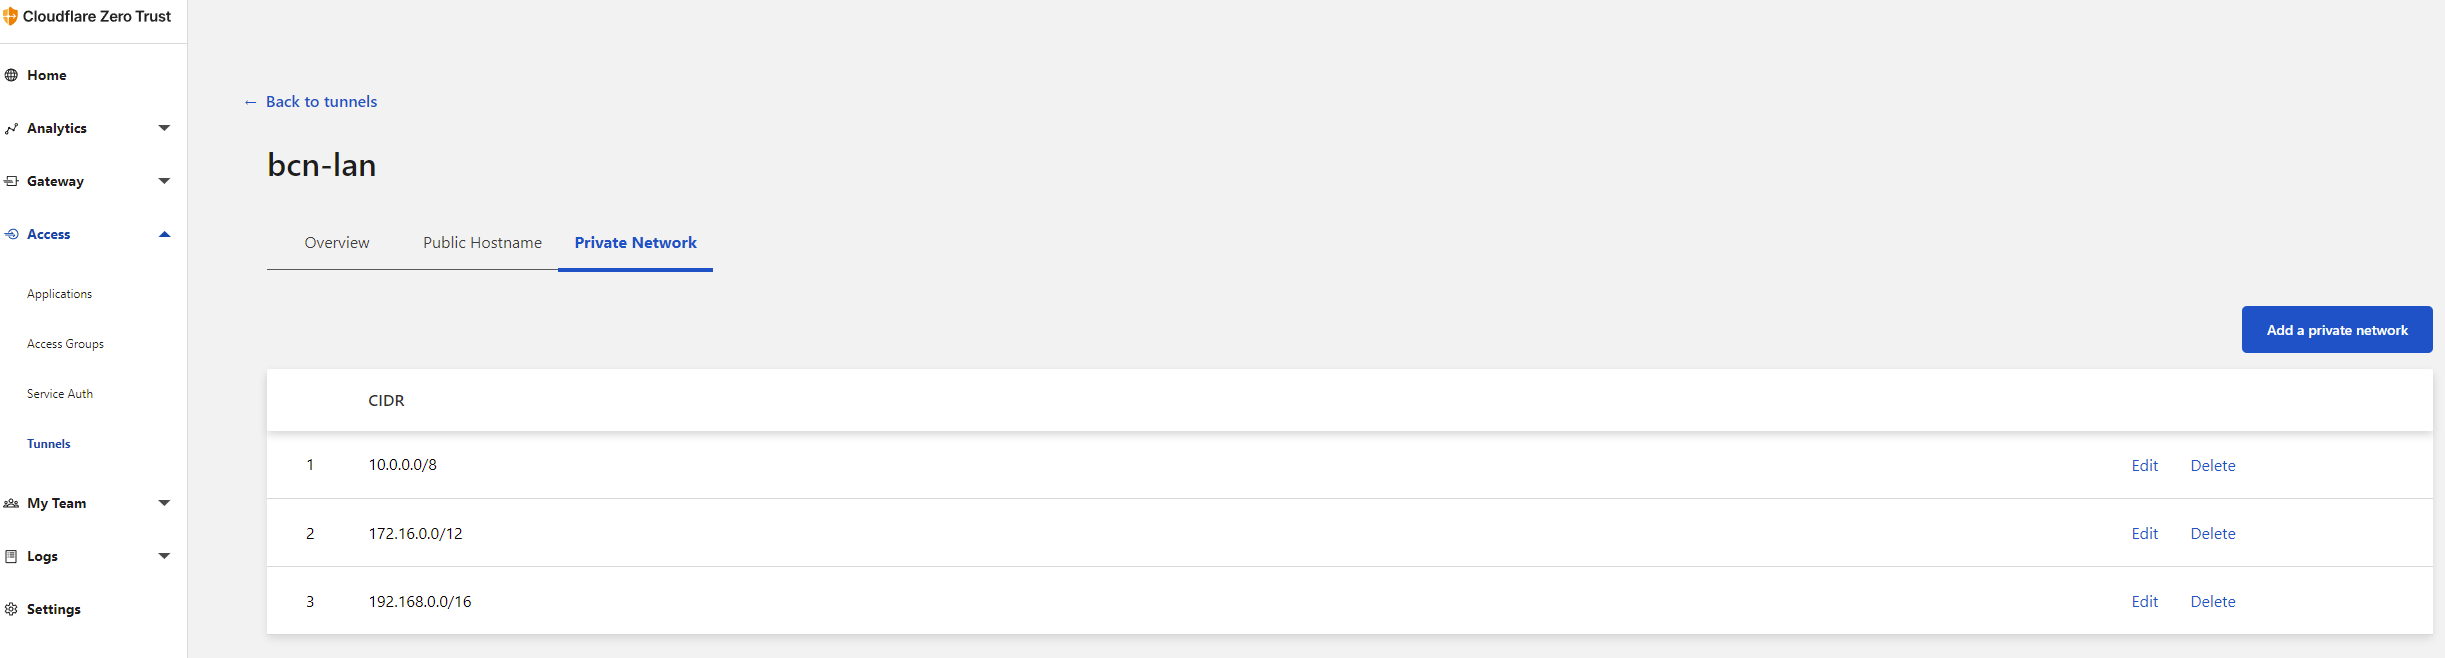 Cloudflare Zero Trust
Home
Analytics
Gateway
Access
Applications
Access Groups
Service Auth
Tunnels
My Team
Logs
Settings
← Back to tunnels
bcn-lan
Overview Public Hostname Private Network
Add a private network
CIDR
1 10.0.0.0/8 Edit Delete
2 172.16.0.0/12 Edit Delete
3 192.168.0.0/16 Edit Delete